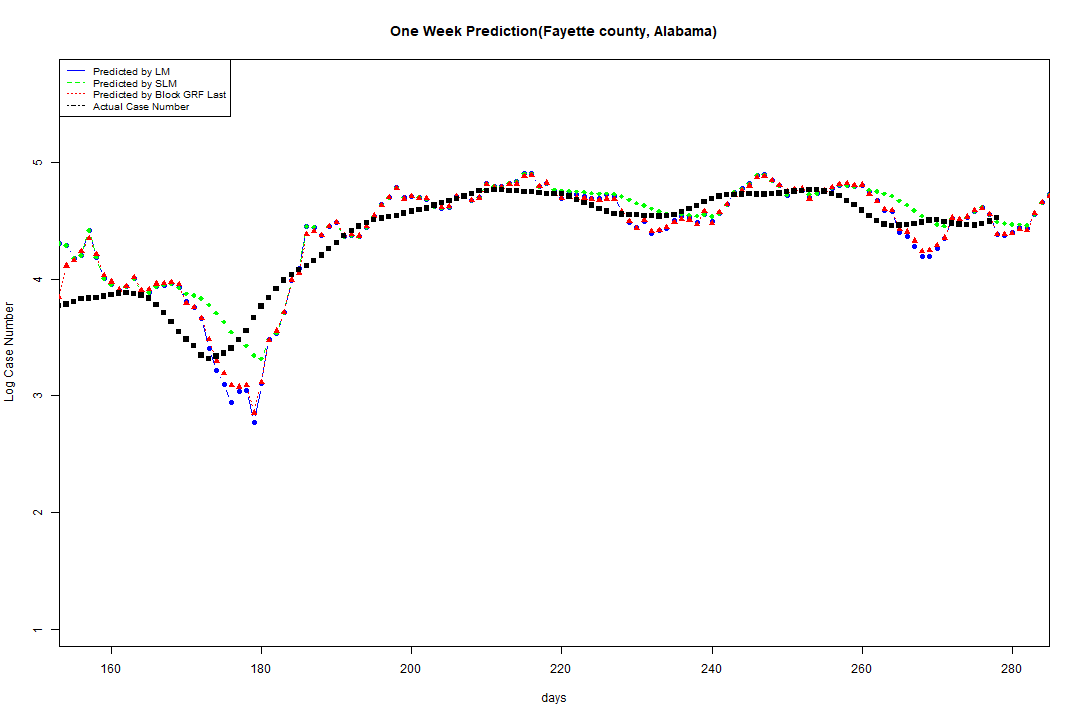 One Week Prediction(Fayette county, Alabama)
Predicted by LM
Predicted by SLM
Predicted by Block GRF Last
Actual Case Number
5
4
3
2
1
Log Case Number
160 180 200 220 240 260 280
days